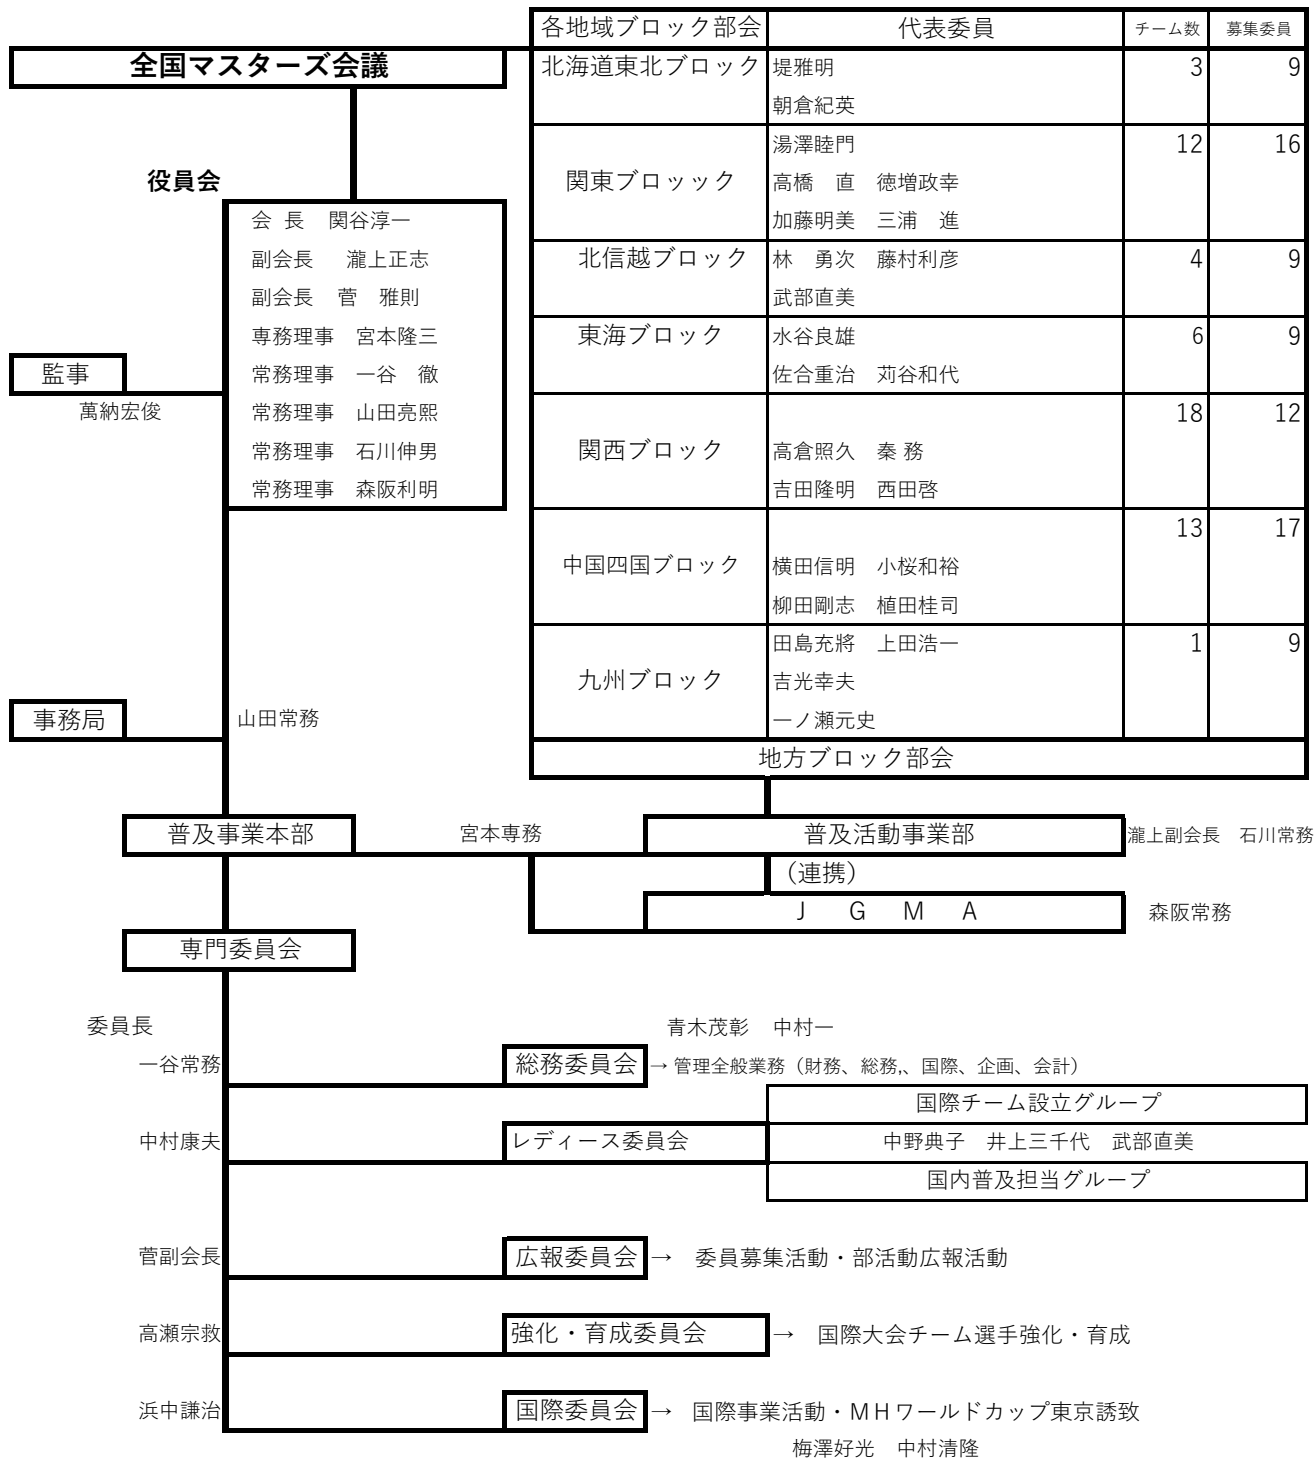 各地域ブロック部会 代表委員 チーム数 募集委員
全国マスターズ会議
北海道東北ブロック 堤雅明 3 9
朝倉紀英
湯澤睦門 12 16
役員会
関東ブロッック 高橋　直　徳増政幸
加藤明美　三浦　進
会 長　関谷淳一
副会長　瀧上正志
副会長　菅　雅則
専務理事　宮本隆三
常務理事　一谷　徹
常務理事　山田亮熙
常務理事　石川伸男
常務理事　森阪利明
北信越ブロック 林　勇次　藤村利彦 4 9
武部直美
東海ブロック 水谷良雄 6 9
佐合重治　苅谷和代
監事
萬納宏俊
18 12
関西ブロック 高倉照久　秦 務
吉田隆明　西田啓
13 17
中国四国ブロック 横田信明　小桜和裕
柳田剛志　植田桂司
田島充將　上田浩一 1 9
九州ブロック 吉光幸夫
一ノ瀬元史
事務局 山田常務
地方ブロック部会
普及事業本部 宮本専務 普及活動事業部 瀧上副会長　石川常務
（連携）
Ｊ　Ｇ　Ｍ　Ａ 森阪常務
専門委員会
委員長 青木茂彰　中村一
一谷常務 総務委員会 → 管理全般業務（財務、総務,、国際、企画、会計）
国際チーム設立グループ
中村康夫 レディース委員会 中野典子　井上三千代　武部直美
国内普及担当グループ
菅副会長 広報委員会 →　委員募集活動・部活動広報活動
高瀬宗救 強化・育成委員会 →　国際大会チーム選手強化・育成
浜中謙治 国際委員会 →　国際事業活動・ＭＨワールドカップ東京誘致
梅澤好光　中村清隆